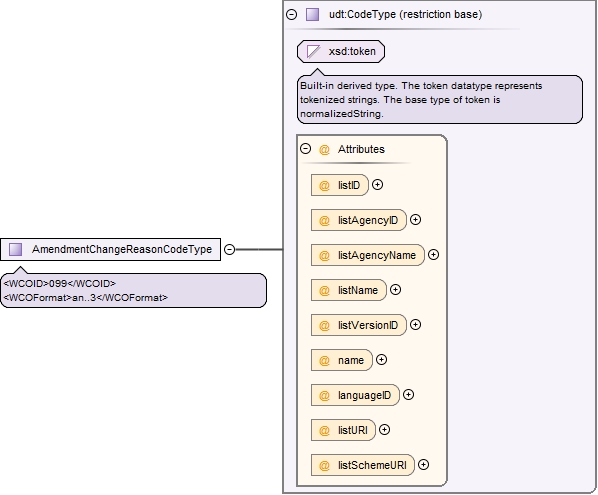 udt:CodeType (restriction base)
xsd:token
Built-in derived type. The token datatype represents
tokenized strings. The base type of token is
normalizedString.
@ Attributes
@ listID
@ listAgencyID
@ listAgencyName
@ listName
@ listVersionID
@ name
@ languageID
@ listURI
@ listSchemeURI
AmendmentChangeReasonCodeType
<WCOID>099</WCOID>
<WCOFormat>an..3</WCOFormat>